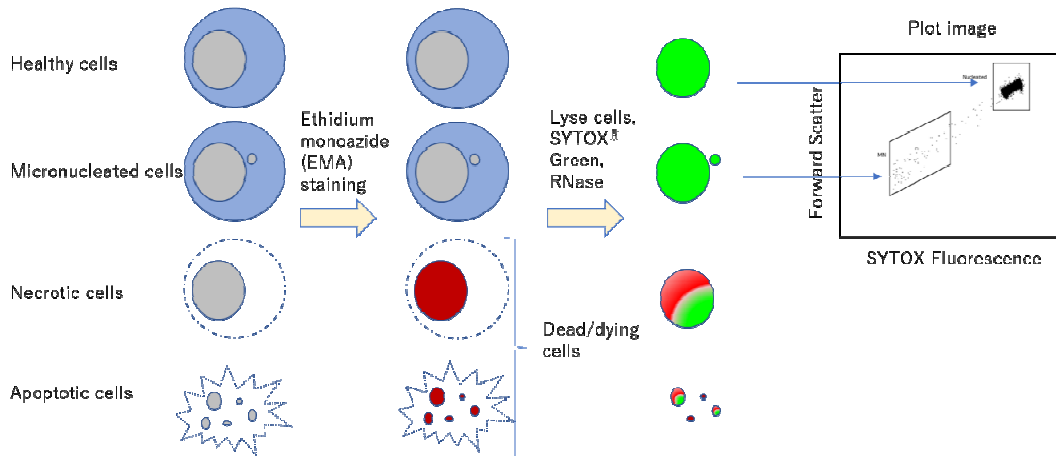 Plot image
Healthy cells
Nucleated
Ethidium
monoazide
(EMA)
staining
Lyse cells,
Green,
RNase
Forward Scatter
Micronucleated cells
MN
SYTOX Fluorescence
Necrotic cells
Dead/dying
cells
Apoptotic cells